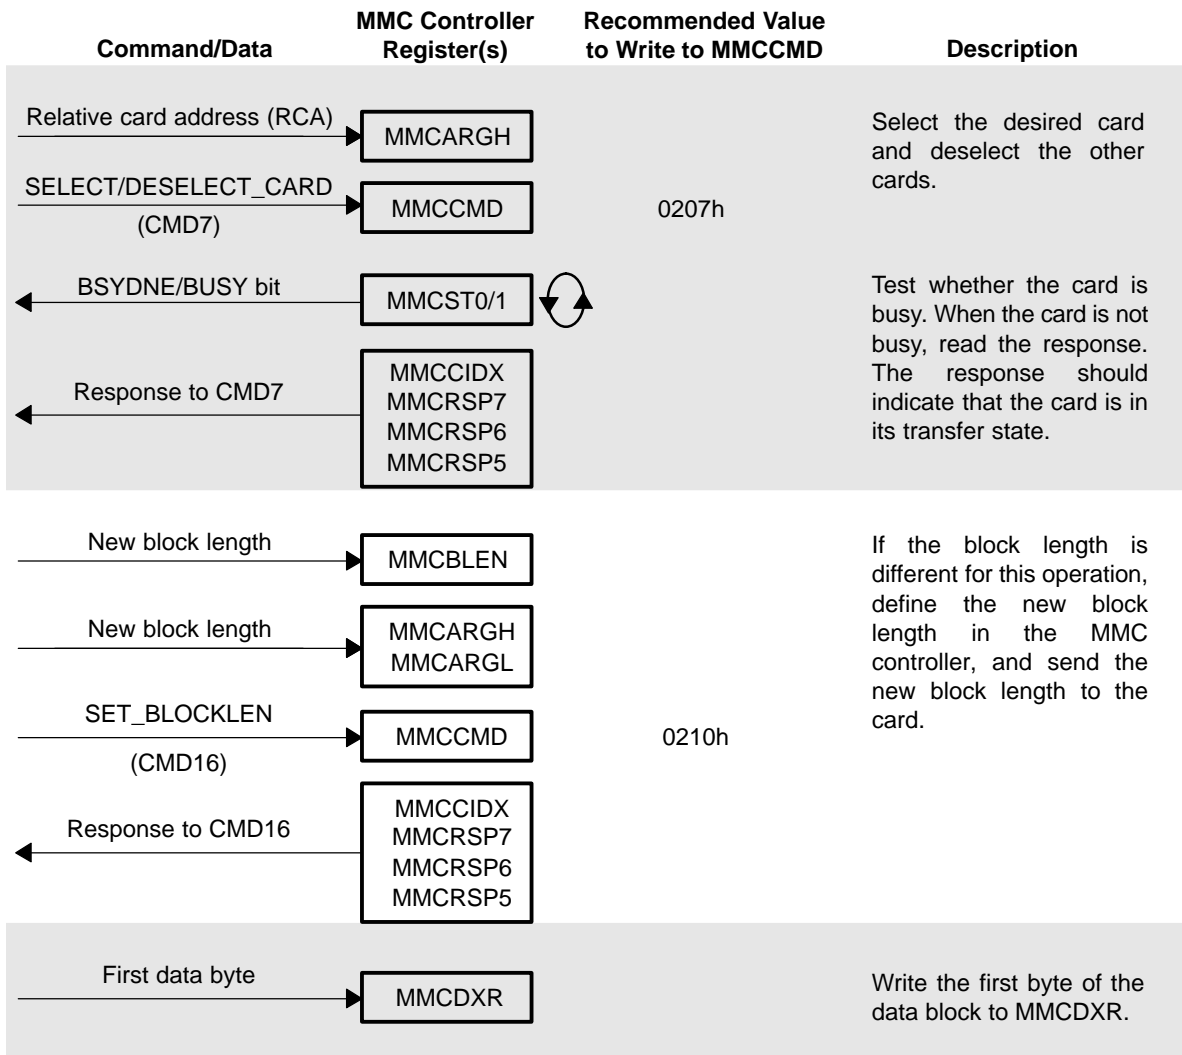 Command/Data
MMC Controller
Register(s)
Recommended Value
to Write to MMCCMD
Description
Relative card address (RCA)
MMCARGH
Select the desired card
and deselect the other
cards.
SELECT/DESELECT_CARD
(CMD7)
MMCCMD
0207h
BSYDNE/BUSY bit
MMCST0/1
Test whether the card is
busy. When the card is not
busy, read the response.
The response should
indicate that the card is in
its transfer state.
Response to CMD7
MMCCIDX
MMCRSP7
MMCRSP6
MMCRSP5
New block length
MMCBLEN
If the block length is
different for this operation,
define the new block
length in the MMC
controller, and send the
new block length to the
card.
New block length
MMCARGH
MMCARGL
SET_BLOCKLEN
(CMD16)
MMCCMD
0210h
Response to CMD16
MMCCIDX
MMCRSP7
MMCRSP6
MMCRSP5
First data byte
MMCDXR
Write the first byte of the
data block to MMCDXR.